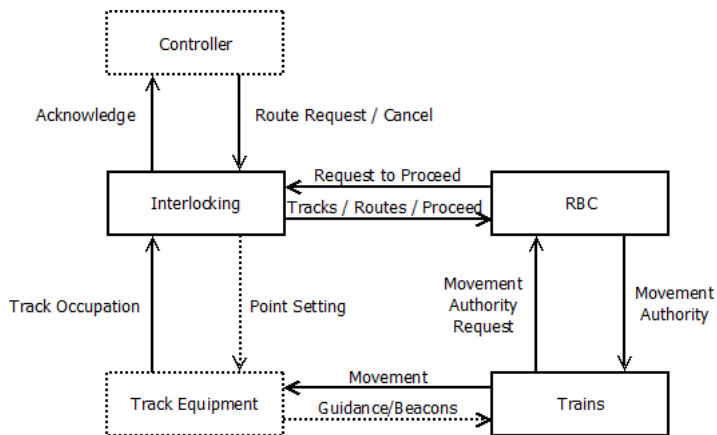 Controller
Acknowledge
Route Request / Cancel
Request to Proceed
Interlocking
Tracks / Routes / Proceed
RBC
Track Occupation
Point Setting
Movement
Authority
Request
Movement
Authority
Movement
Track Equipment
Guidance/Beacons
Trains